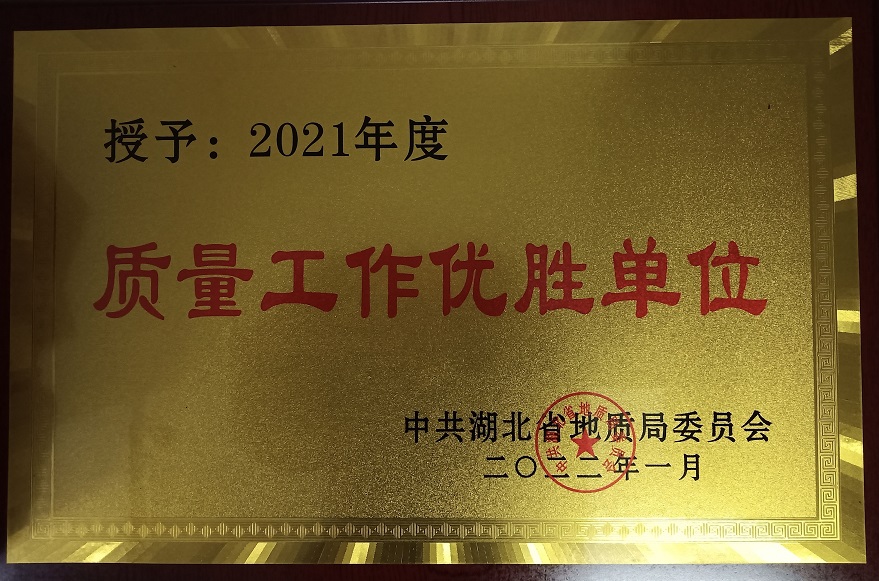 授予：2021年度
质量工作优胜单位
中共湖北省地质局委员会
二〇二二年一月